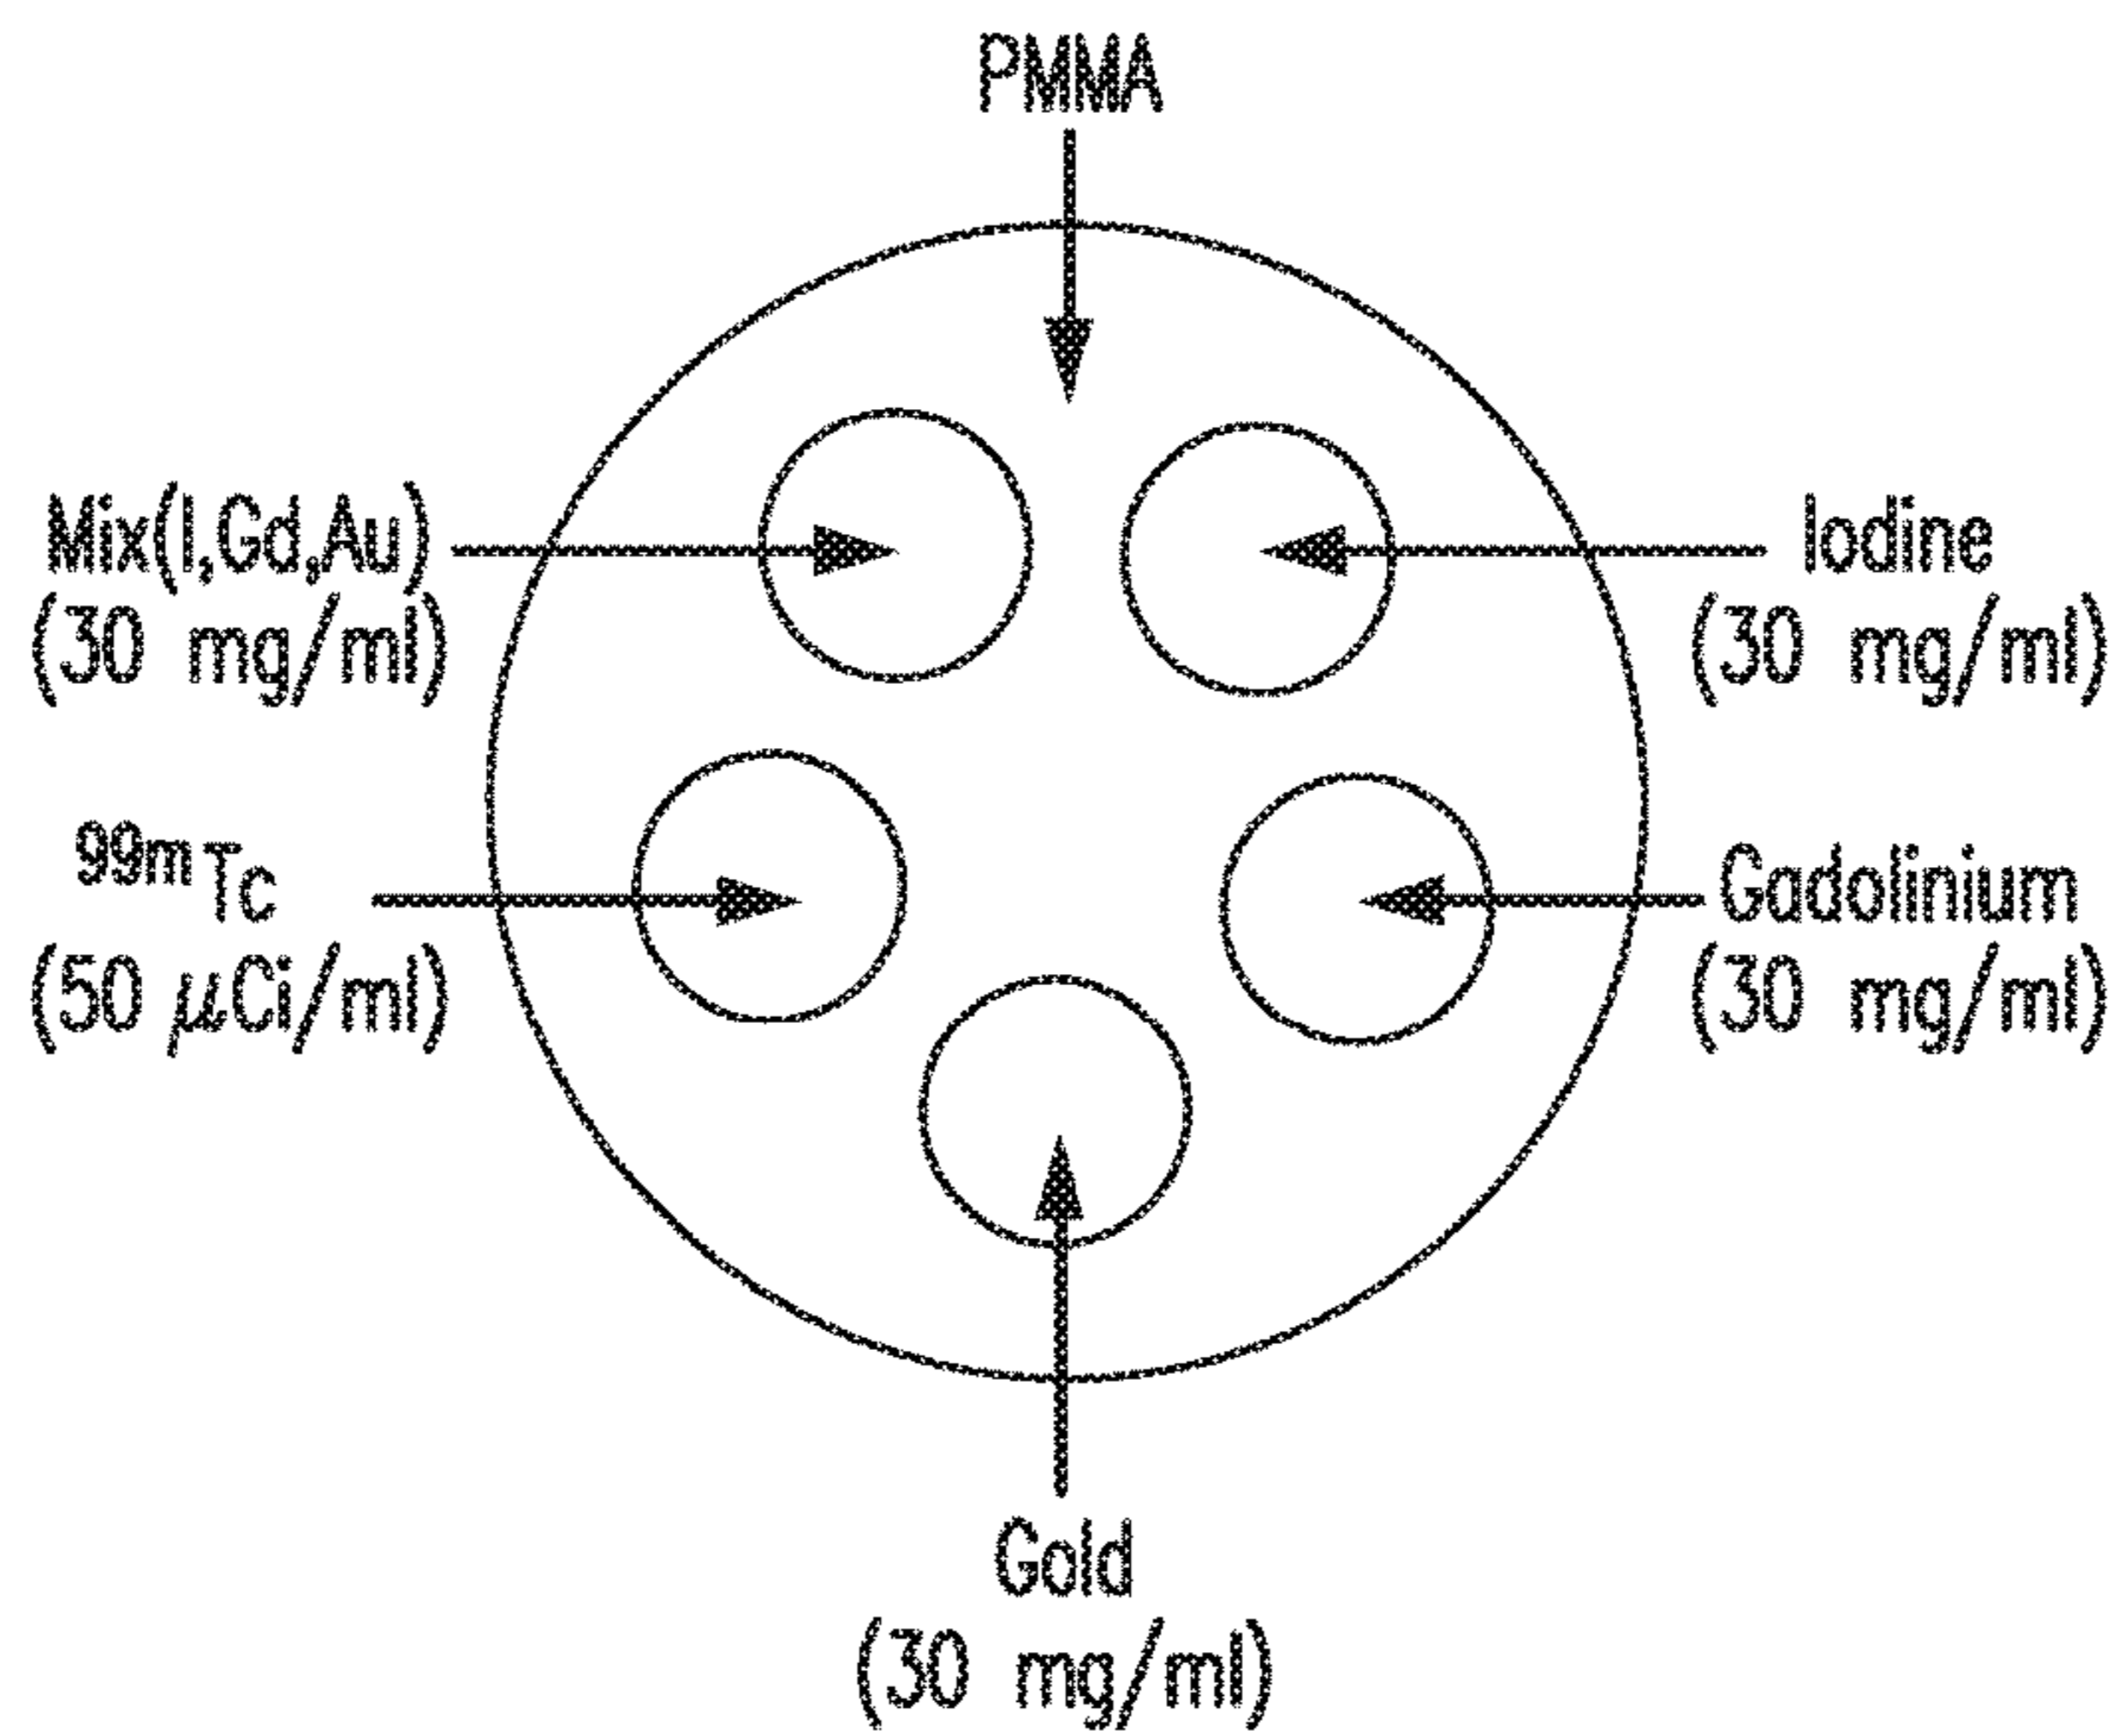 PMMA
Mix(I,Gd,Au)
(30 mg/ml)
Iodine
(30 mg/ml)
99mTc
(50 μCi/ml)
Gadolinium
(30 mg/ml)
Gold
(30 mg/ml)